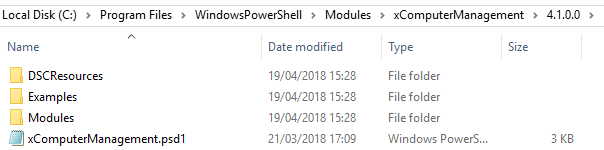 Local Disk (C:) > Program Files > WindowsPowerShell > Modules > xComputerManagement > 4.1.0.0 >
Name Date modified Type Size
DSCResources 19/04/2018 15:28 File folder
Examples 19/04/2018 15:28 File folder
Modules 19/04/2018 15:28 File folder
xComputerManagement.psd1 21/03/2018 17:09 Windows PowerS... 3 KB